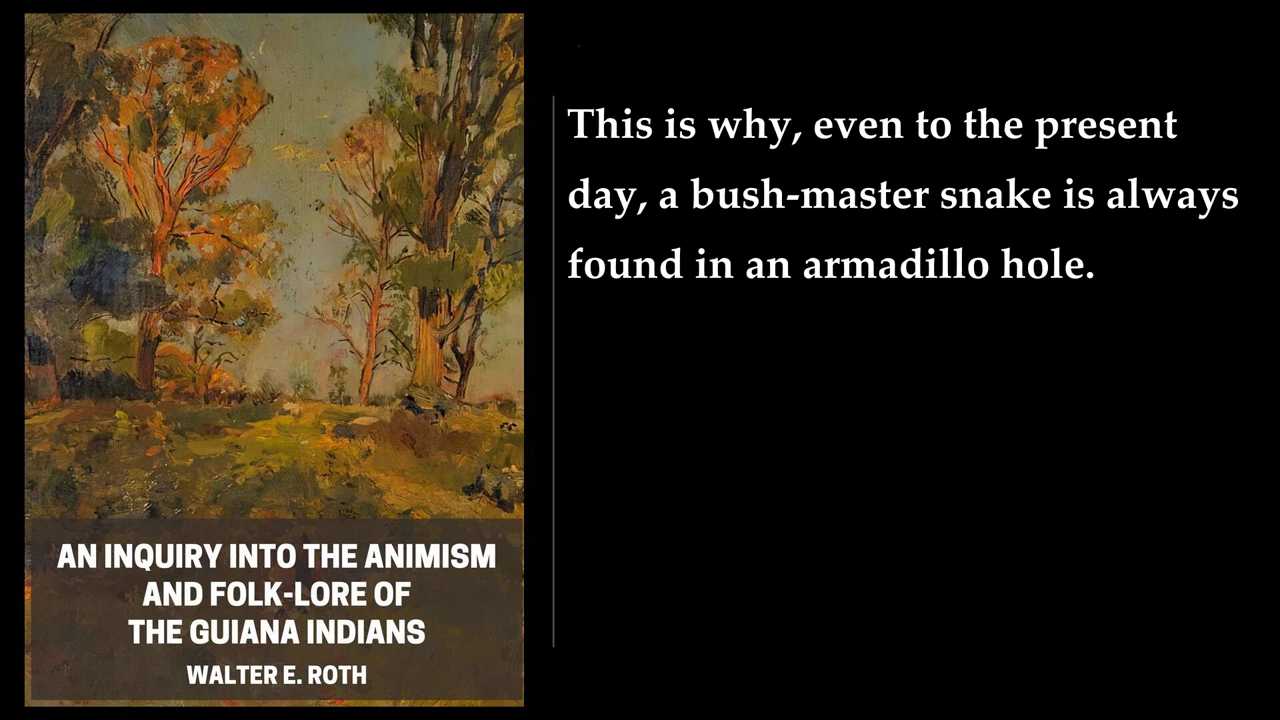 This is why, even to the present
day, a bush-master snake is always
found in an armadillo hole.
AN INQUIRY INTO THE ANIMISM
AND FOLK-LORE OF
THE GUIANA INDIANS
WALTER E. ROTH